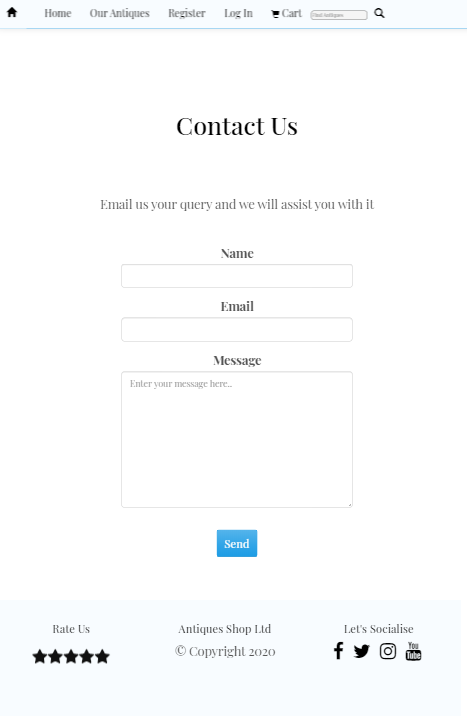 Home Our Antiques Register Log In Cart Find Antiques
Contact Us
Email us your query and we will assist you with it
Name
Email
Message
Enter your message here..
Send
Rate Us Antiques Shop Ltd Let's Socialise
© Copyright 2020
You Tube